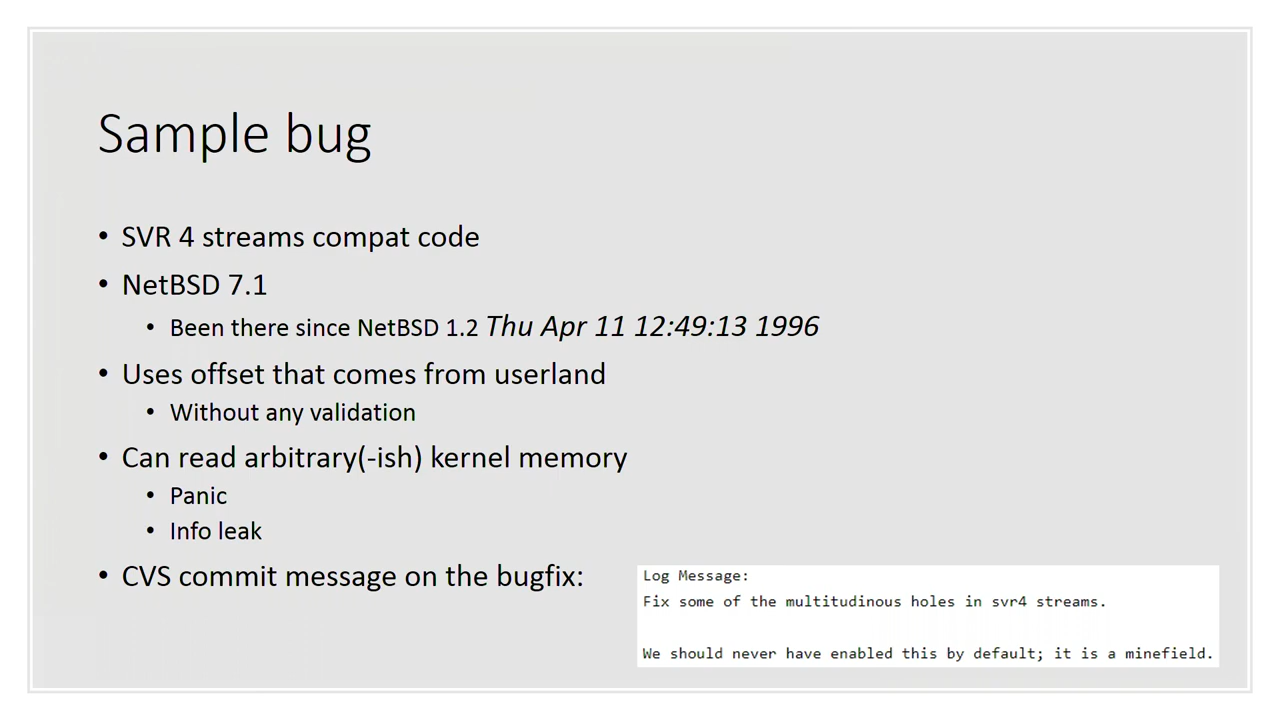 Sample bug
• SVR 4 streams compat code
• NetBSD 7.1
• Been there since NetBSD 1.2 Thu Apr 11 12:49:13 1996
• Uses offset that comes from userland
• Without any validation
• Can read arbitrary(-ish) kernel memory
• Panic
• Info leak
• CVS commit message on the bugfix:
Log Message:
Fix some of the multitudinous holes in svr4 streams.
We should never have enabled this by default; it is a minefield.